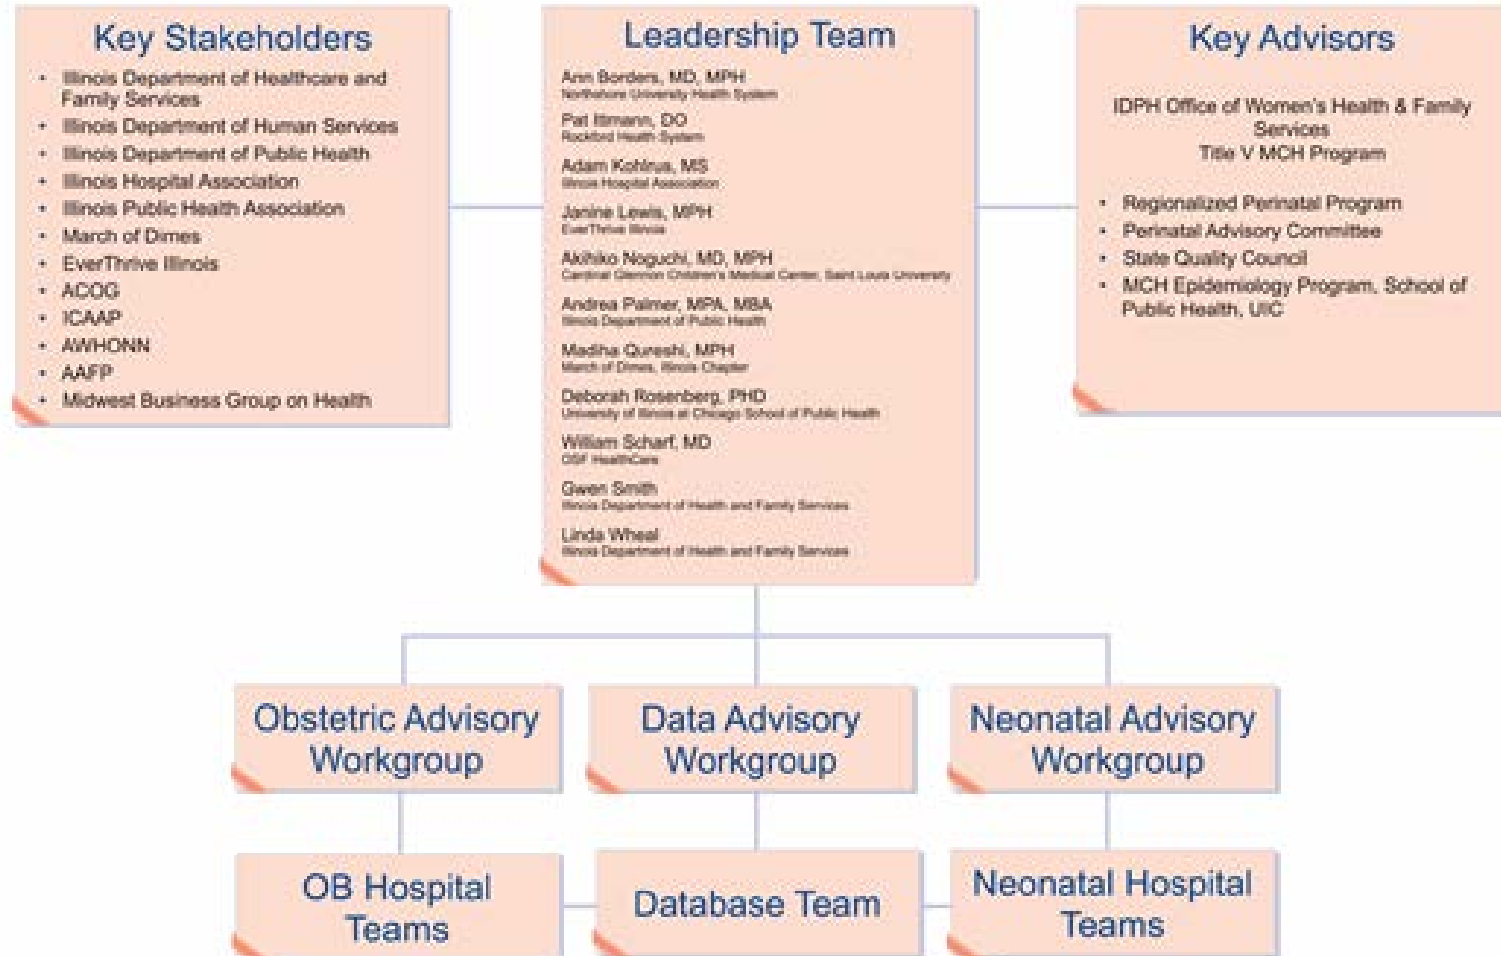 Key Stakeholders
• Illinois Department of Healthcare and
Family Services
• Illinois Department of Human Services
• Illinois Department of Public Health
• Illinois Hospital Association
• Illinois Public Health Association
• March of Dimes
• EverThrive Illinois
• ACOG
• ICAAP
• AWHONN
• AAFP
• Midwest Business Group on Health
Leadership Team
Ann Borders, MD, MPH
Northshore University Health System
Pat Ittmann, DO
Rockford Health System
Adam Kohlrus, MS
Illinois Hospital Association
Janine Lewis, MPH
EverThrive Illinois
Akihiko Noguchi, MD, MPH
Cardinal Glennon Children's Medical Center, Saint Louis University
Andrea Palmer, MPA, MBA
Illinois Department of Public Health
Madiha Qureshi, MPH
March of Dimes, Illinois Chapter
Deborah Rosenberg, PHD
University of Illinois at Chicago School of Public Health
William Scharf, MD
OSF HealthCare
Gwen Smith
Illinois Department of Health and Family Services
Linda Wheal
Illinois Department of Health and Family Services
Key Advisors
IDPH Office of Women's Health & Family
Services
Title V MCH Program
• Regionalized Perinatal Program
• Perinatal Advisory Committee
• State Quality Council
• MCH Epidemiology Program, School of
Public Health, UIC
Obstetric Advisory
Workgroup
Data Advisory
Workgroup
Neonatal Advisory
Workgroup
OB Hospital
Teams
Database Team
Neonatal Hospital
Teams